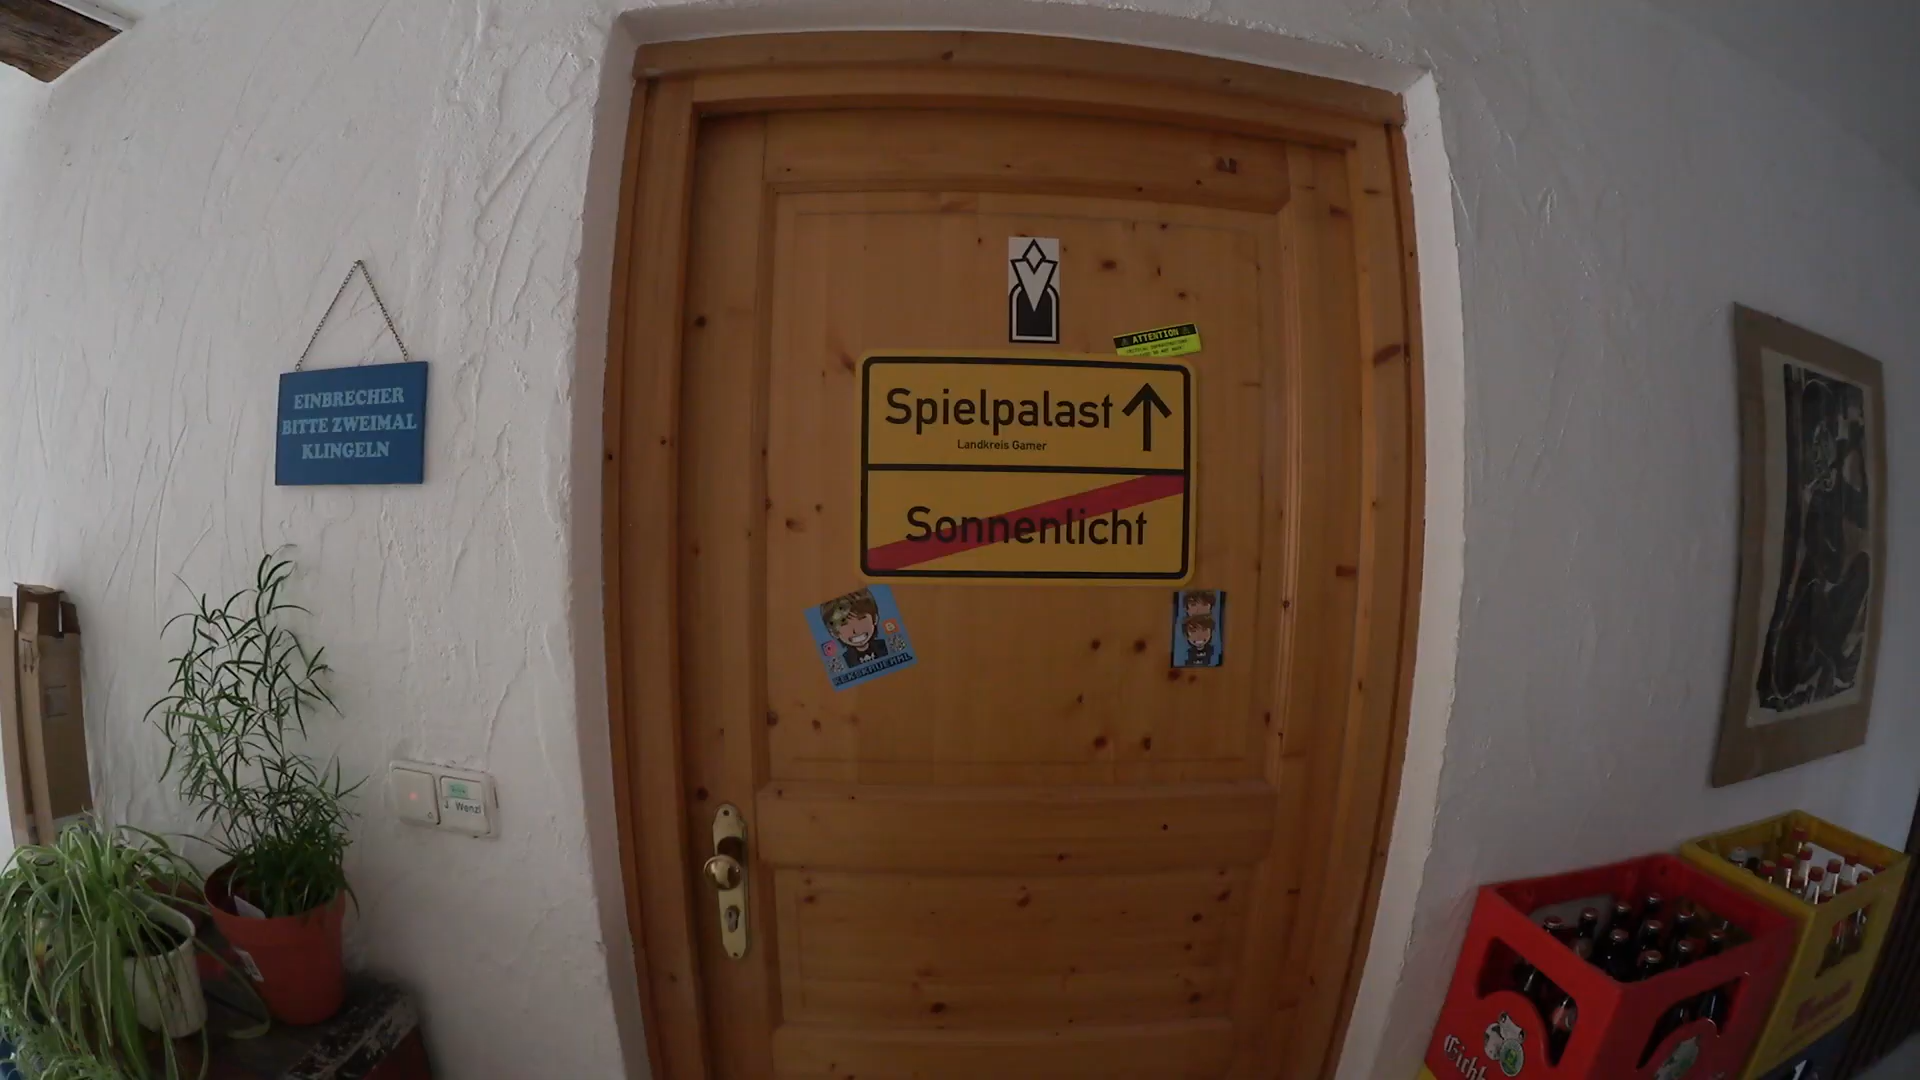 EINBRECHER
BITTE ZWEIMAL
KLINGELN
ATTENTION
Spielpalast
Landkreis Gamer
Sonnenlicht
J. Wenzl